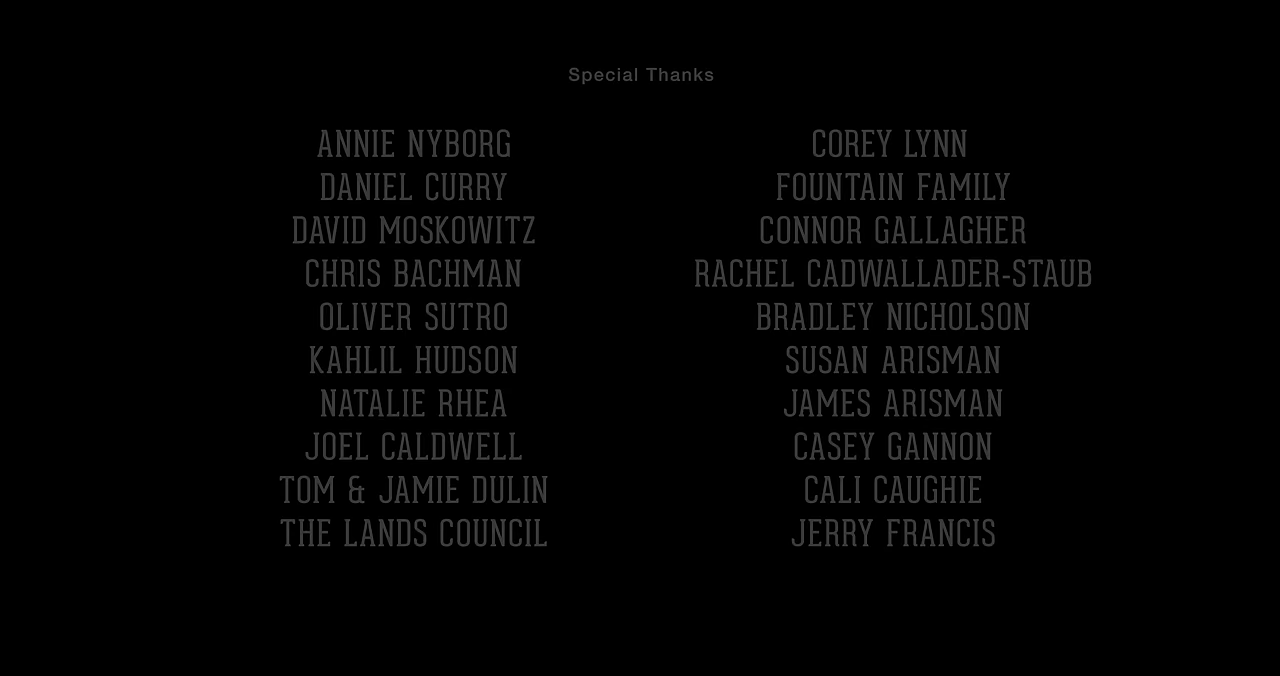 Special Thanks
ANNIE NYBORG
DANIEL CURRY
DAVID MOSKOWITZ
CHRIS BACHMAN
OLIVER SUTRO
KAHLIL HUDSON
NATALIE RHEA
JOEL CALDWELL
TOM & JAMIE DULIN
THE LANDS COUNCIL
COREY LYNN
FOUNTAIN FAMILY
CONNOR GALLAGHER
RACHEL CADWALLADER-STAUB
BRADLEY NICHOLSON
SUSAN ARISMAN
JAMES ARISMAN
CASEY GANNON
CALI CAUGHIE
JERRY FRANCIS